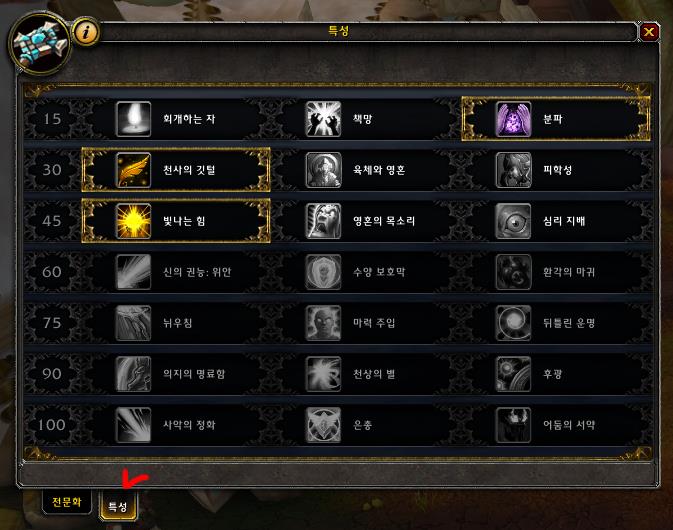 특성
15 회개하는 자 책망 분파
30 천사의 깃털 육체와 영혼 피학성
45 빛나는 힘 영혼의 목소리 심리 지배
60 신의 권능: 위안 수양 보호막 환각의 마귀
75 뉘우침 마력 주입 뒤틀린 운명
90 의지의 명료함 천상의 별 후광
100 사악의 정화 은총 어둠의 서약
전문화 특성